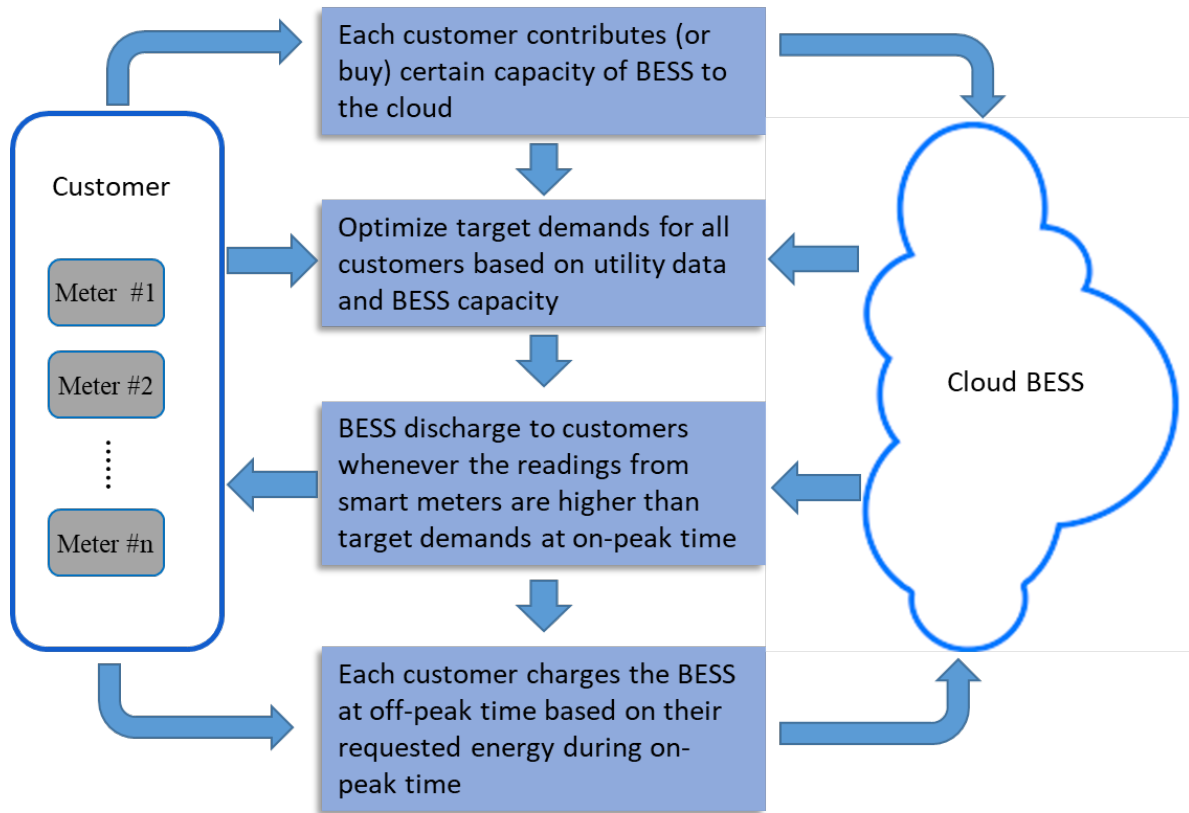 Each customer contributes (or
buy) certain capacity of BESS to
the cloud
Customer
Meter #1
Meter #2
Meter #n
Optimize target demands for all
customers based on utility data
and BESS capacity
BESS discharge to customers
whenever the readings from
smart meters are higher than
target demands at on-peak time
Each customer charges the BESS
at off-peak time based on their
requested energy during on-
peak time
Cloud BESS